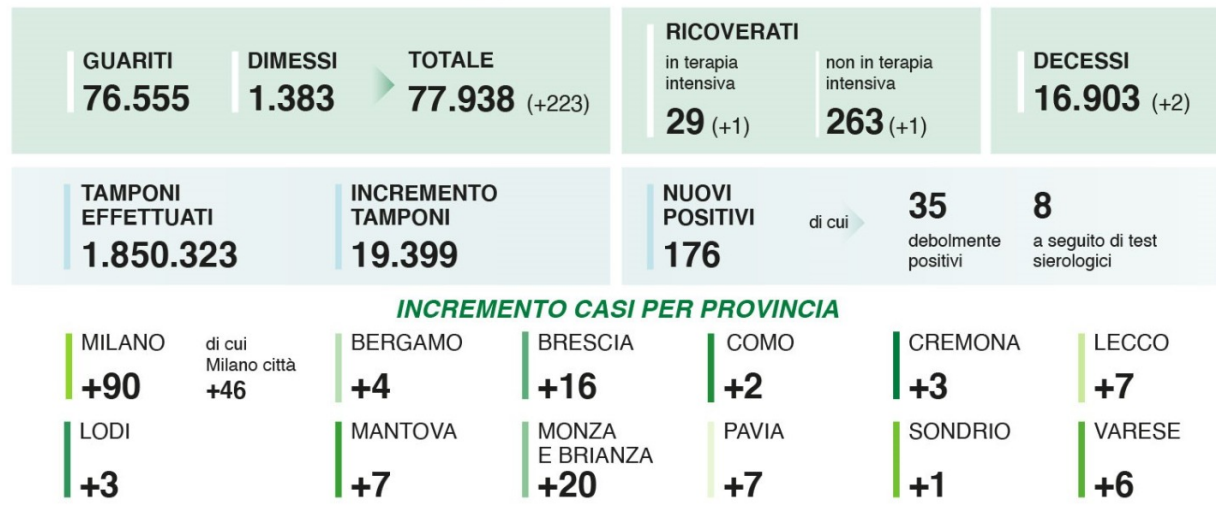 GUARITI
76.555
DIMESSI
1.383
TOTALE
77.938 (+223)
RICOVERATI
in terapia
intensiva
29 (+1)
non in terapia
intensiva
263 (+1)
DECESSI
16.903 (+2)
TAMPONI
EFFETTUATI
1.850.323
INCREMENTO
TAMPONI
19.399
NUOVI
POSITIVI
176
di cui
35
debolmente
positivi
8
a seguito di test
sierologici
INCREMENTO CASI PER PROVINCIA
MILANO
+90
di cui
Milano città
+46
BERGAMO
+4
BRESCIA
+16
COMO
+2
CREMONA
+3
LECCO
+7
LODI
+3
MANTOVA
+7
MONZA
E BRIANZA
+20
PAVIA
+7
SONDRIO
+1
VARESE
+6